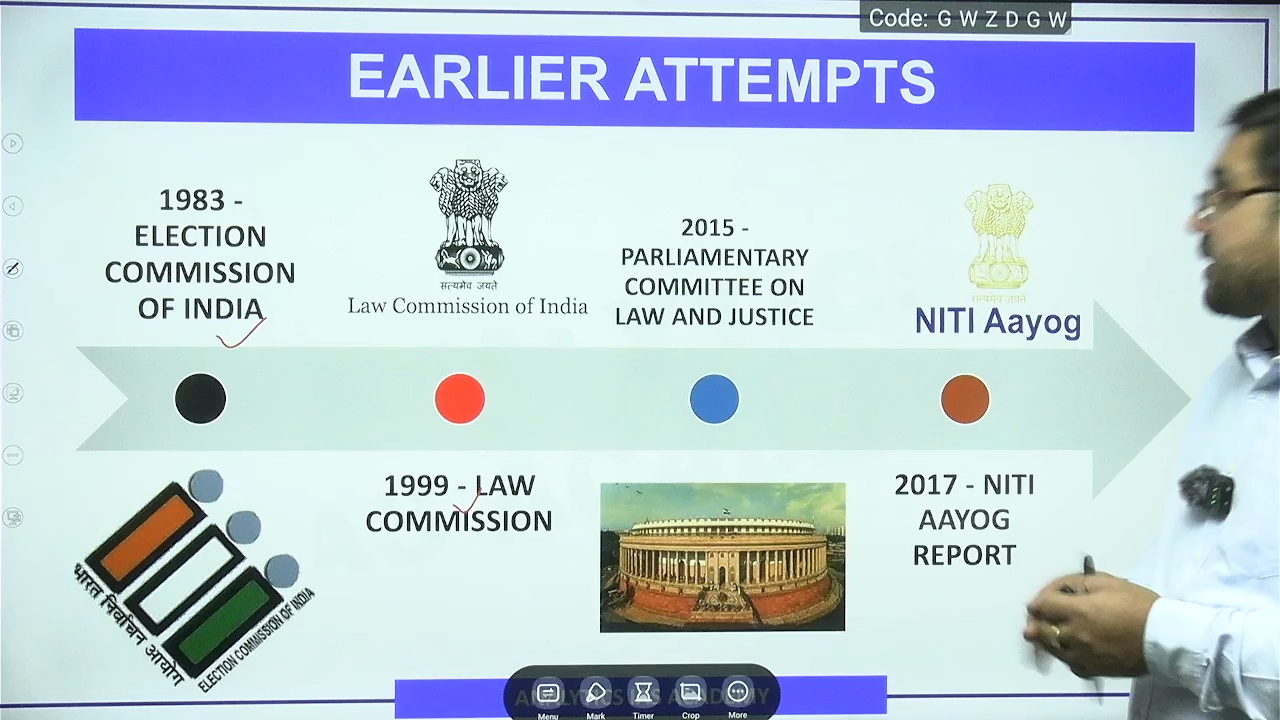 Code: G W Z D G W
EARLIER ATTEMPTS
1983 -
ELECTION
COMMISSION
OF INDIA
सत्यमेव जयते
Law Commission of India
2015 -
PARLIAMENTARY
COMMITTEE ON
LAW AND JUSTICE
सत्यमेव जयते
NITI Aayog
भारत निर्वाचन आयोग
ELECTION COMMISSION OF INDIA
1999 - LAW
COMMISSION
2017 - NITI
AAYOG
REPORT
Menu
Mark
Timer
Crop
More